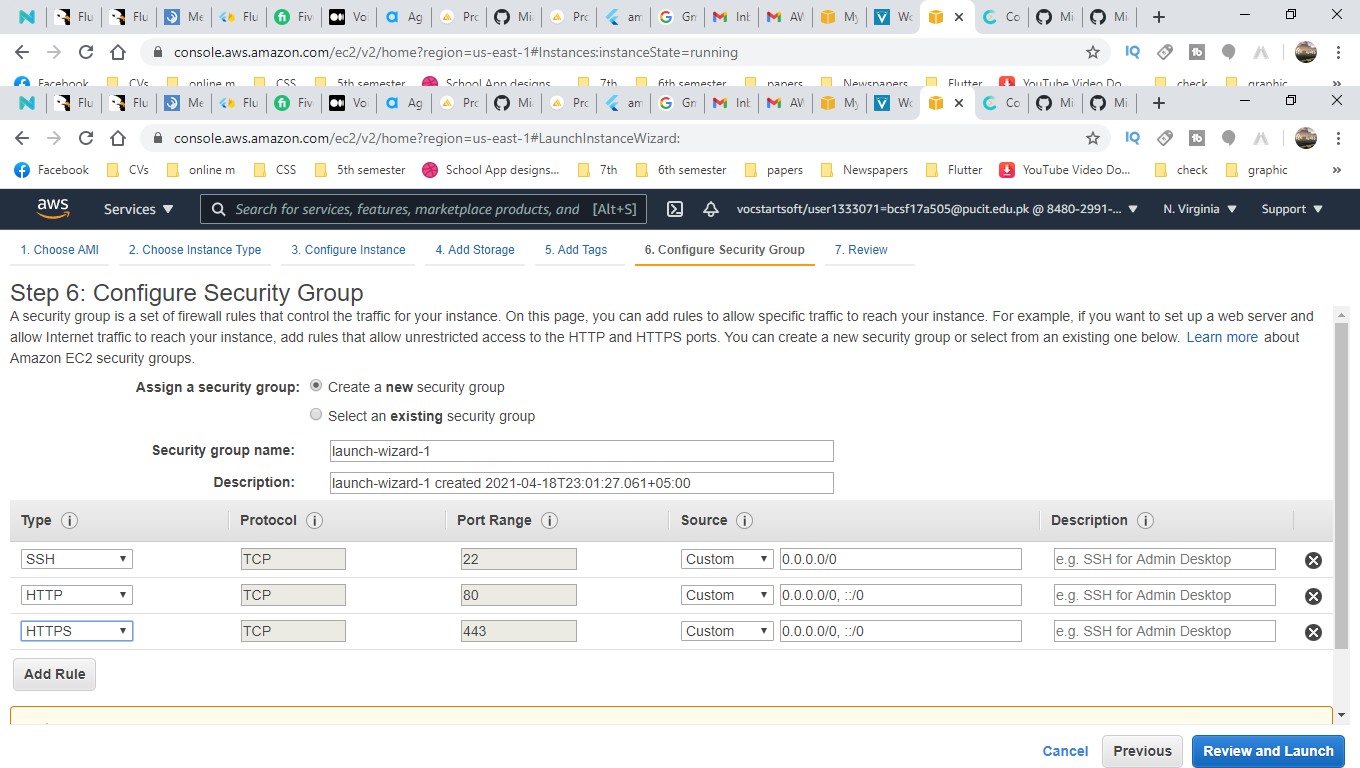 Flu Flu Me Flu Fiv Vo Ag Pro Mi Pro am Gn Inb AW My Wo Co Mi Mi
console.aws.amazon.com/ec2/v2/home?region=us-east-1#Instances:instanceState=running
Facebook CVs online m CSS 5th semester School App designs... 7th 6th semester papers Newspapers Flutter YouTube Video Do... check graphic »
Flu Flu Me Flu Fiv Vo Ag Pro Mi Pro am Gn Inb AW My Wo Co Mi Mi
console.aws.amazon.com/ec2/v2/home?region=us-east-1#LaunchInstanceWizard:
Facebook CVs online m CSS 5th semester School App designs... 7th 6th semester papers Newspapers Flutter YouTube Video Do... check graphic »
aws Services Search for services, features, marketplace products, and [Alt+S] vocstartsoft/user1333071=bcsf17a505@pucit.edu.pk @ 8480-2991-... N. Virginia Support
1. Choose AMI 2. Choose Instance Type 3. Configure Instance 4. Add Storage 5. Add Tags 6. Configure Security Group 7. Review
Step 6: Configure Security Group
A security group is a set of firewall rules that control the traffic for your instance. On this page, you can add rules to allow specific traffic to reach your instance. For example, if you want to set up a web server and
allow Internet traffic to reach your instance, add rules that allow unrestricted access to the HTTP and HTTPS ports. You can create a new security group or select from an existing one below. Learn more about
Amazon EC2 security groups.
Assign a security group: Create a new security group
Select an existing security group
Security group name: launch-wizard-1
Description: launch-wizard-1 created 2021-04-18T23:01:27.061+05:00
Type Protocol Port Range Source Description
SSH TCP 22 Custom 0.0.0.0/0 e.g. SSH for Admin Desktop
HTTP TCP 80 Custom 0.0.0.0/0, ::/0 e.g. SSH for Admin Desktop
HTTPS TCP 443 Custom 0.0.0.0/0, ::/0 e.g. SSH for Admin Desktop
Add Rule
Cancel Previous Review and Launch